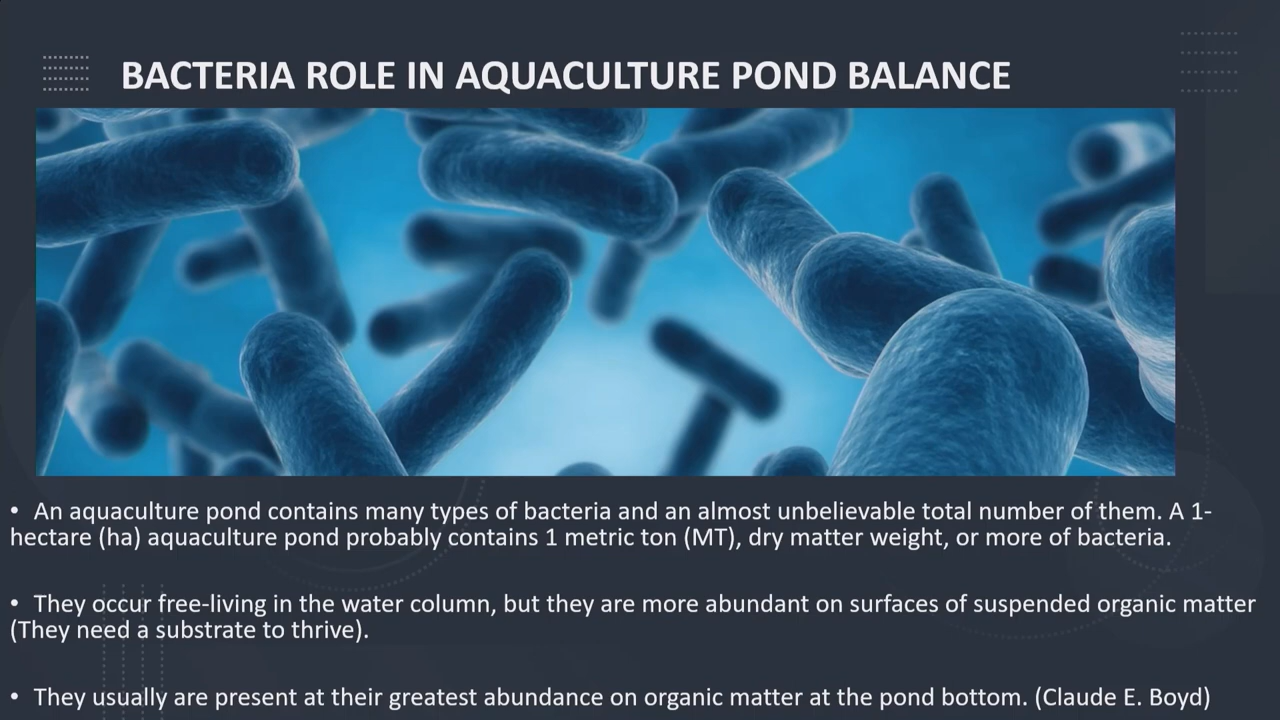 BACTERIA ROLE IN AQUACULTURE POND BALANCE
• An aquaculture pond contains many types of bacteria and an almost unbelievable total number of them. A 1-
hectare (ha) aquaculture pond probably contains 1 metric ton (MT), dry matter weight, or more of bacteria.
• They occur free-living in the water column, but they are more abundant on surfaces of suspended organic matter
(They need a substrate to thrive).
• They usually are present at their greatest abundance on organic matter at the pond bottom. (Claude E. Boyd)